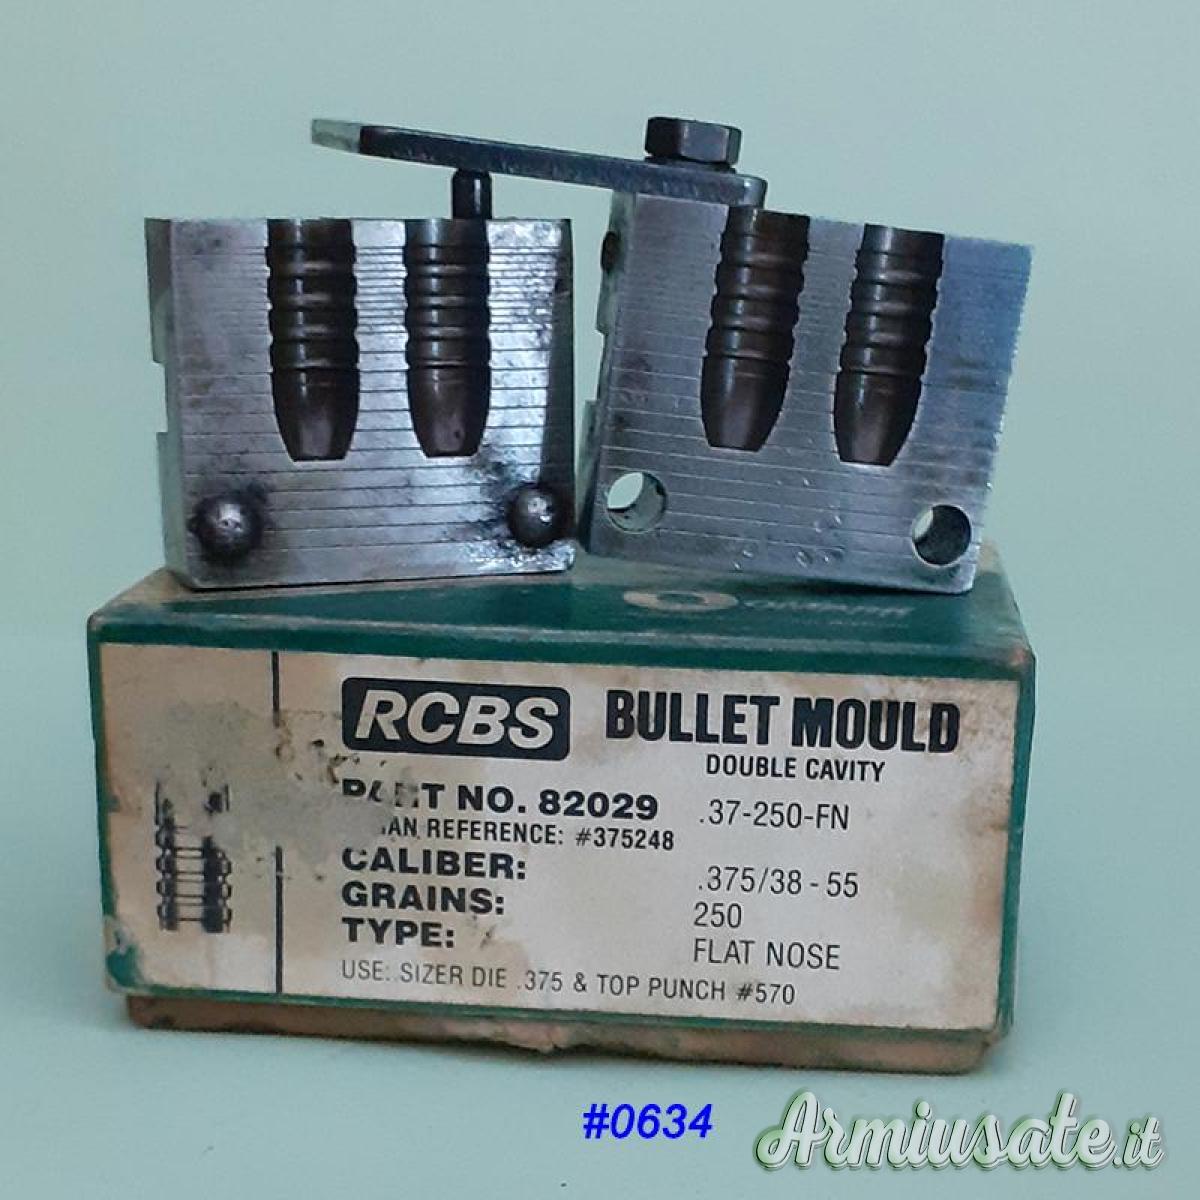 RCBS BULLET MOULD
DOUBLE CAVITY
PART NO. 82029 .37-250-FN
REFERENCE: #375248
CALIBER: .375/38-55
GRAINS: 250
TYPE: FLAT NOSE
USE: SIZER DIE .375 & TOP PUNCH #570
#0634
Armiusate.it